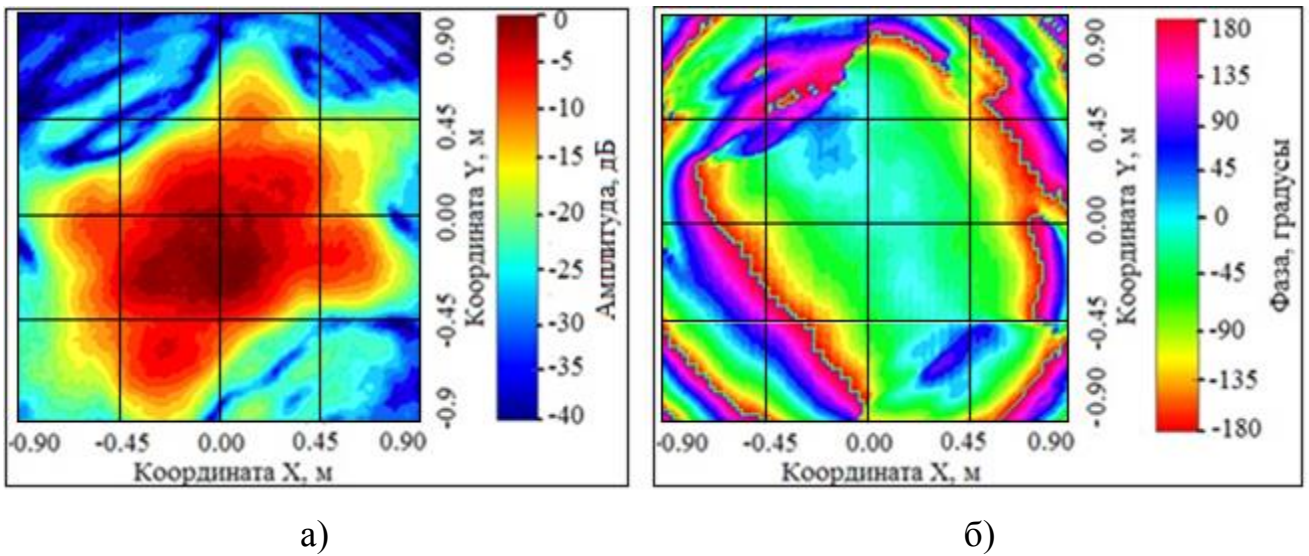 0
-5
-10
-15
-20
-25
-30
-35
-40
Амплитуда, дБ
0.90
0.45
0.00
-0.45
-0.9
Координата Y, м
-0.90 -0.45 0.00 0.45 0.90
Координата X, м
а)
180
135
90
45
0
-45
-90
-135
-180
Фаза, градусы
0.90
0.45
0.00
-0.45
-0.90
Координата Y, м
-0.90 -0.45 0.00 0.45 0.90
Координата X, м
б)